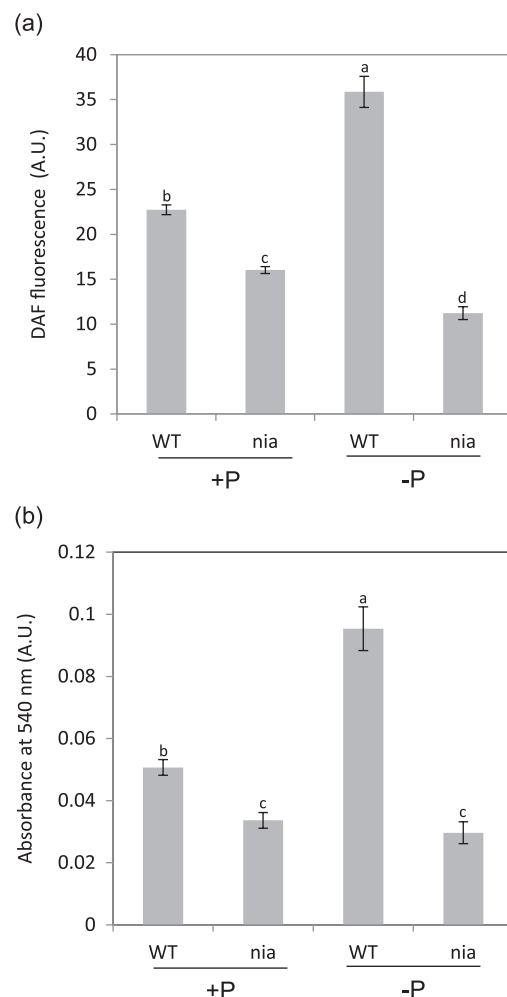 (a)
DAF fluorescence (A.U.)
40
35
30
25
20
15
10
5
0
b
c
a
d
WT
nia
WT
nia
+P
-P
(b)
Absorbance at 540 nm (A.U.)
0.12
0.1
0.08
0.06
0.04
0.02
0
b
c
a
c
WT
nia
WT
nia
+P
-P